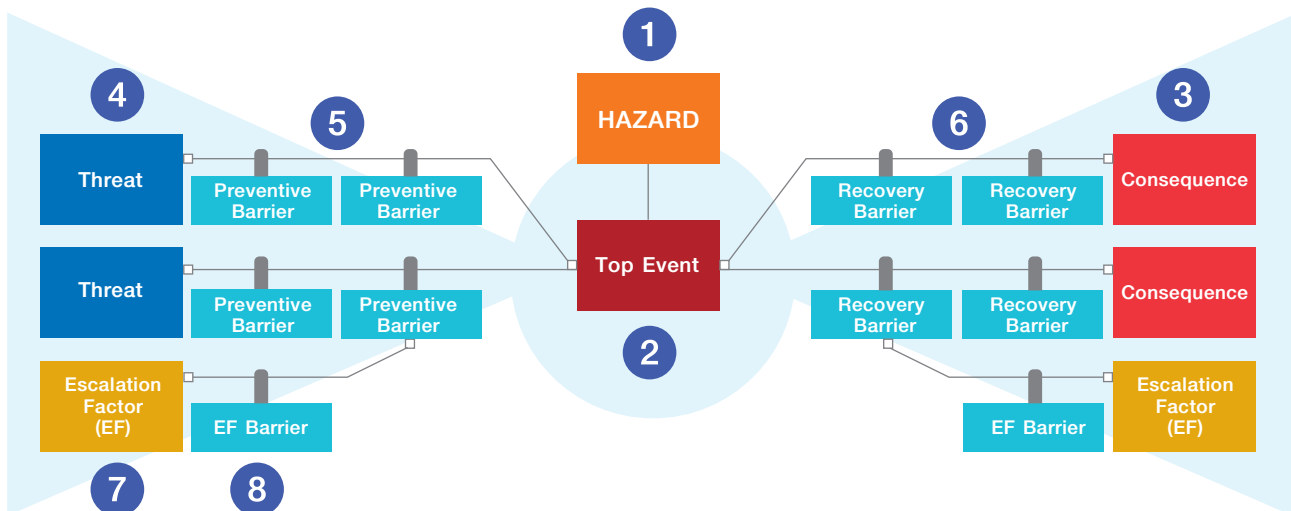 1
HAZARD
4
5
6
3
Threat
Preventive
Barrier
Preventive
Barrier
Recovery
Barrier
Recovery
Barrier
Consequence
Top Event
Threat
Preventive
Barrier
Preventive
Barrier
Recovery
Barrier
Recovery
Barrier
Consequence
2
Escalation
Factor
(EF)
EF Barrier
EF Barrier
Escalation
Factor
(EF)
7
8